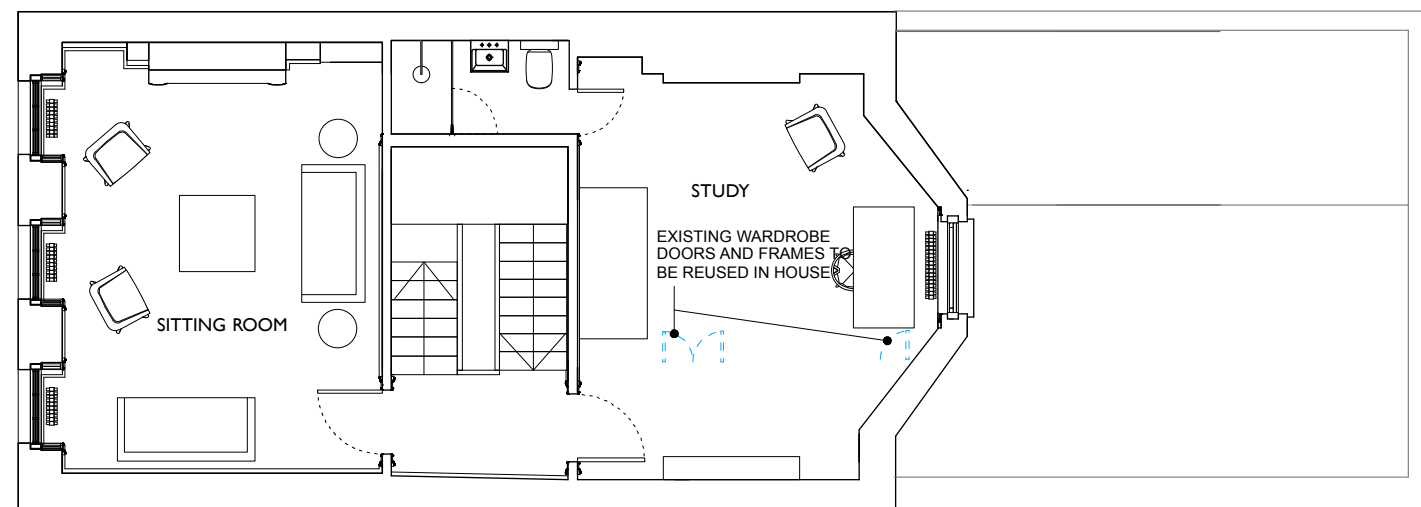 STUDY
EXISTING WARDROBE
DOORS AND FRAMES TO
BE REUSED IN HOUSE
SITTING ROOM